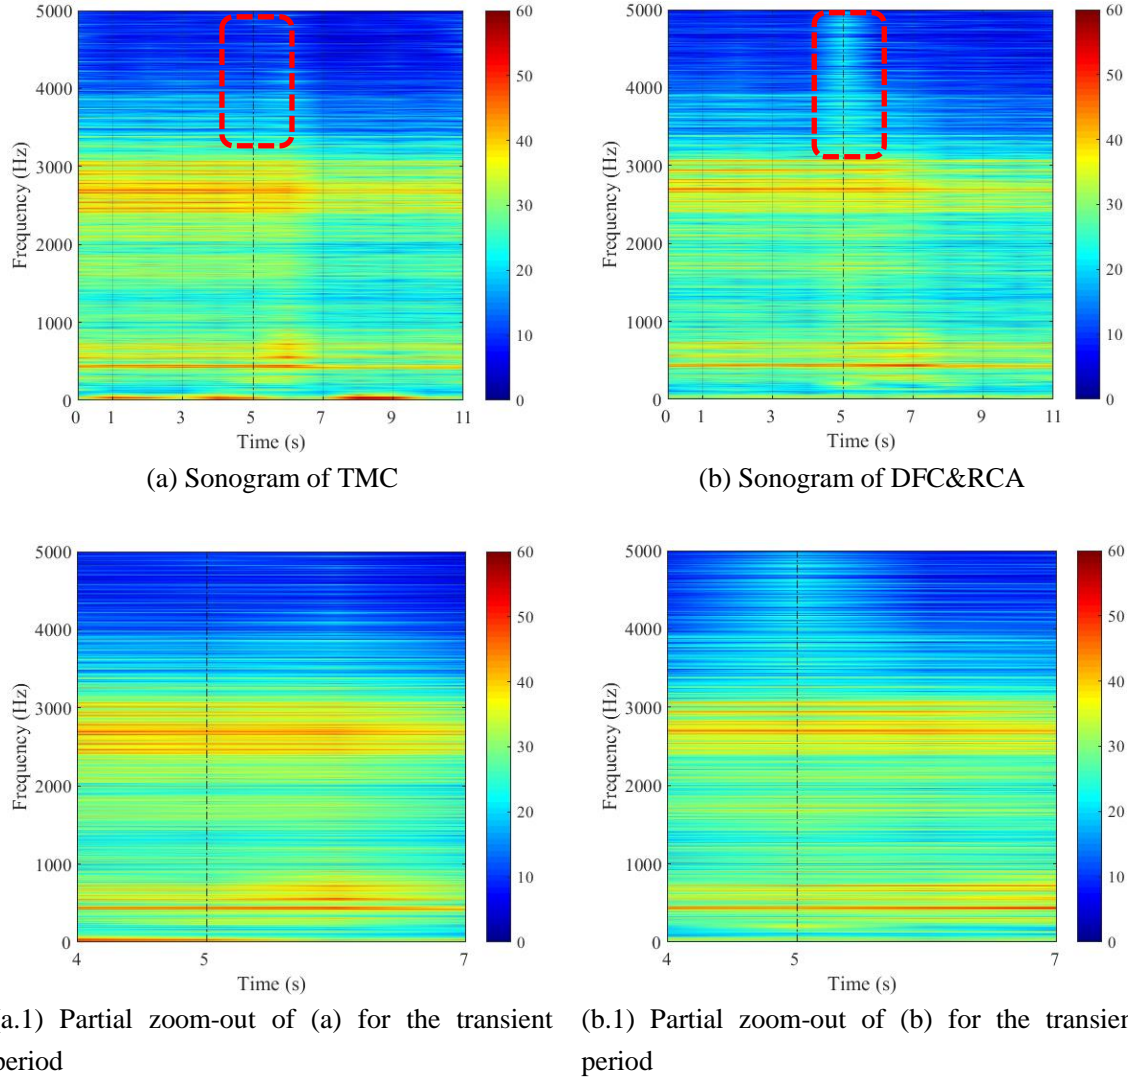 5000
4000
3000
2000
1000
0
Frequency (Hz)
0 1 3 5 7 9 11
Time (s)
60
50
40
30
20
10
0
(a) Sonogram of TMC
5000
4000
3000
2000
1000
0
Frequency (Hz)
0 1 3 5 7 9 11
Time (s)
60
50
40
30
20
10
0
(b) Sonogram of DFC&RCA
5000
4000
3000
2000
1000
0
Frequency (Hz)
4 5 7
Time (s)
60
50
40
30
20
10
0
a.1) Partial zoom-out of (a) for the transient
period
5000
4000
3000
2000
1000
0
Frequency (Hz)
4 5 7
Time (s)
60
50
40
30
20
10
0
(b.1) Partial zoom-out of (b) for the transien
period